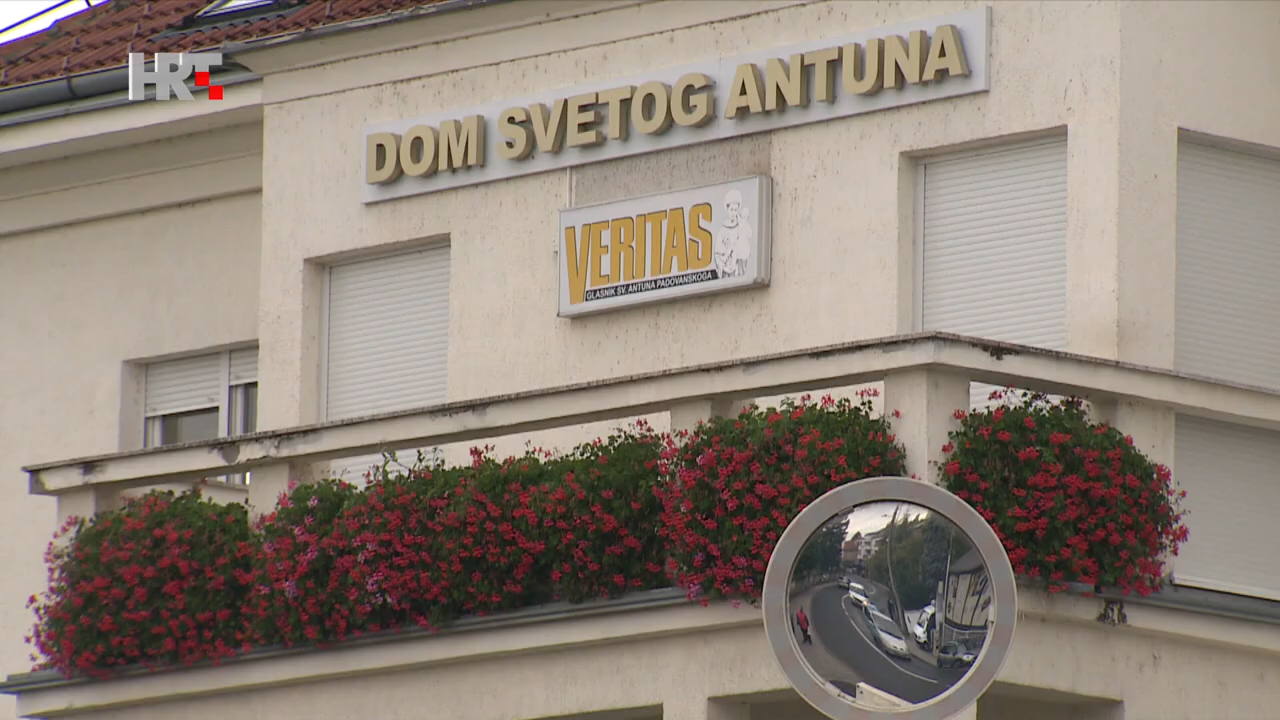 HRT
DOM SVETOG ANTUNA
VERITAS
GLASNIK SV. ANTUNA PADOVANSKOGA